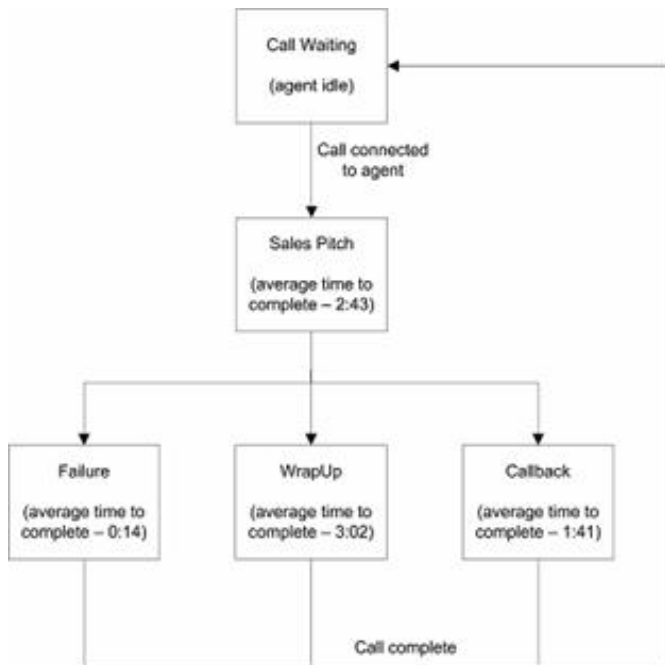 Call Waiting
(agent idle)
Call connected
to agent
Sales Pitch
(average time to
complete – 2:43)
Failure
(average time to
complete – 0:14)
WrapUp
(average time to
complete – 3:02)
Callback
(average time to
complete – 1:41)
Call complete